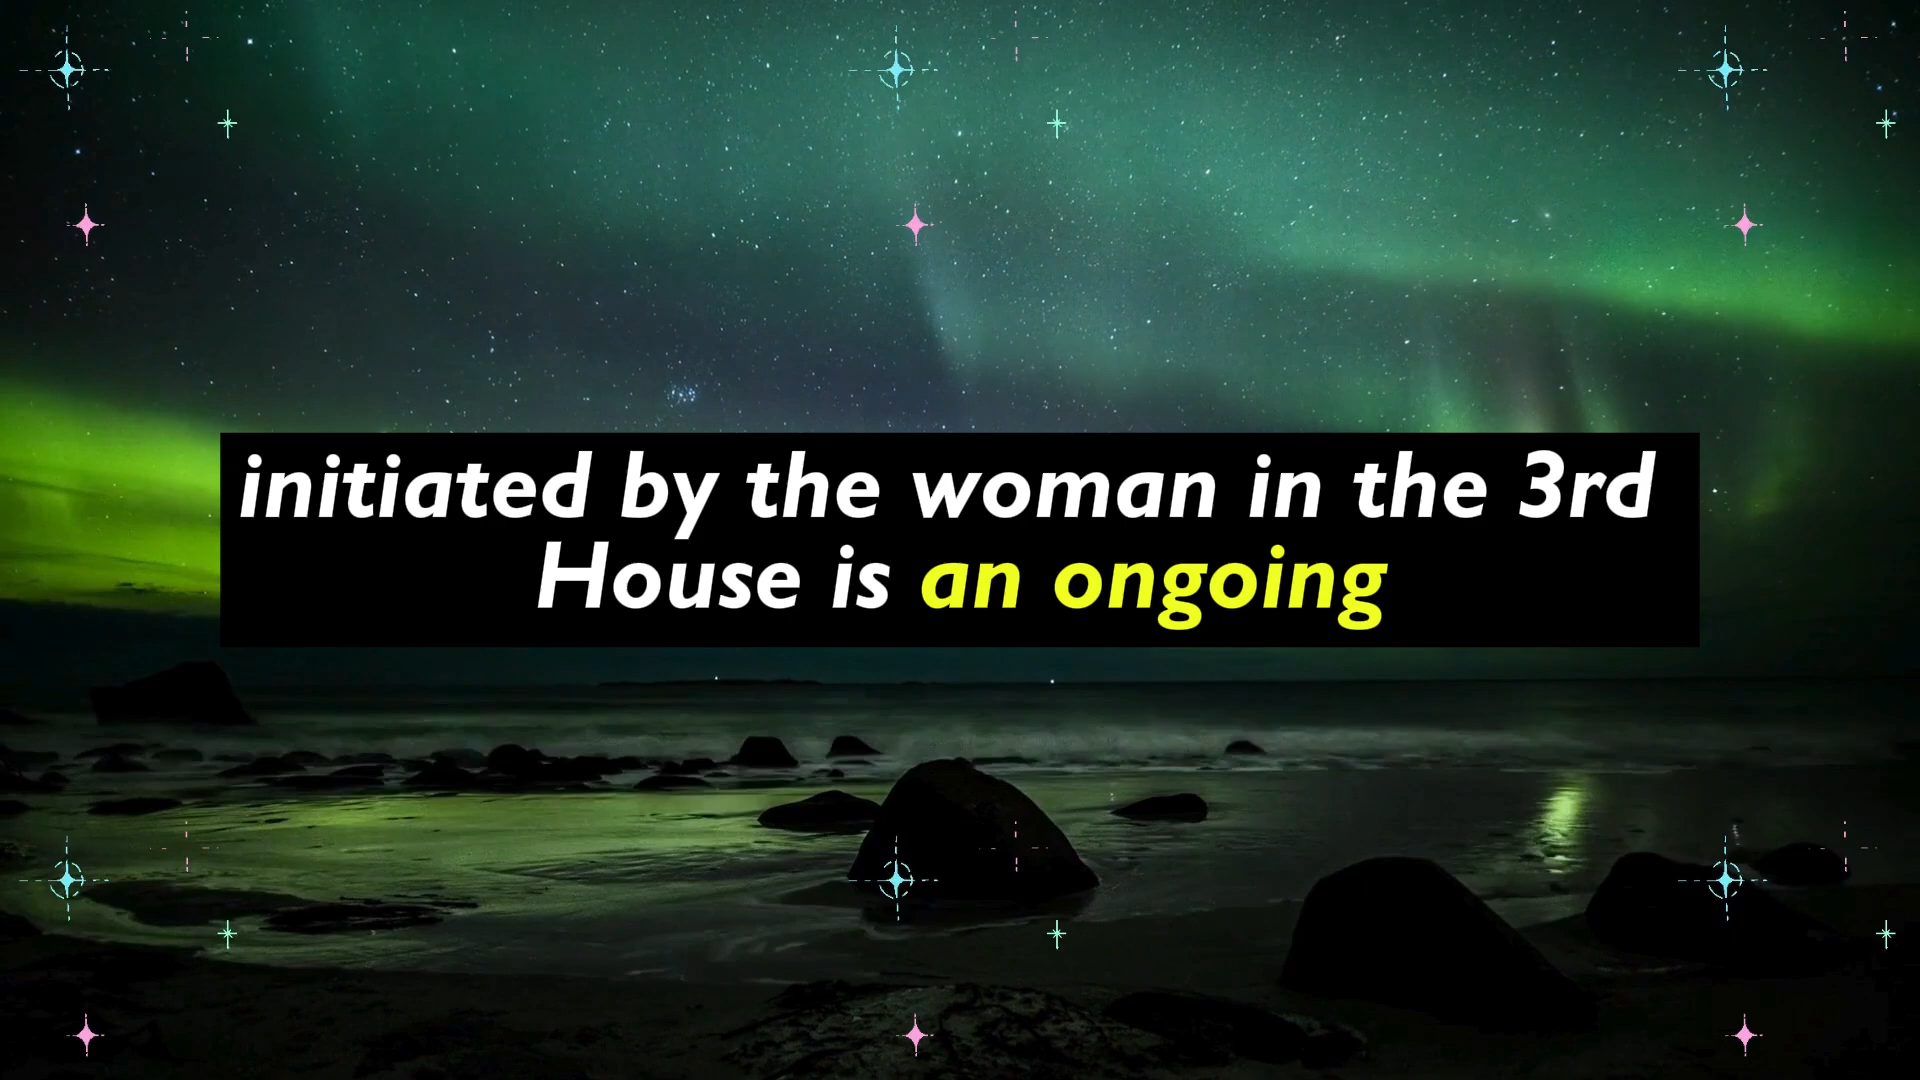 initiated by the woman in the 3rd
House is an ongoing